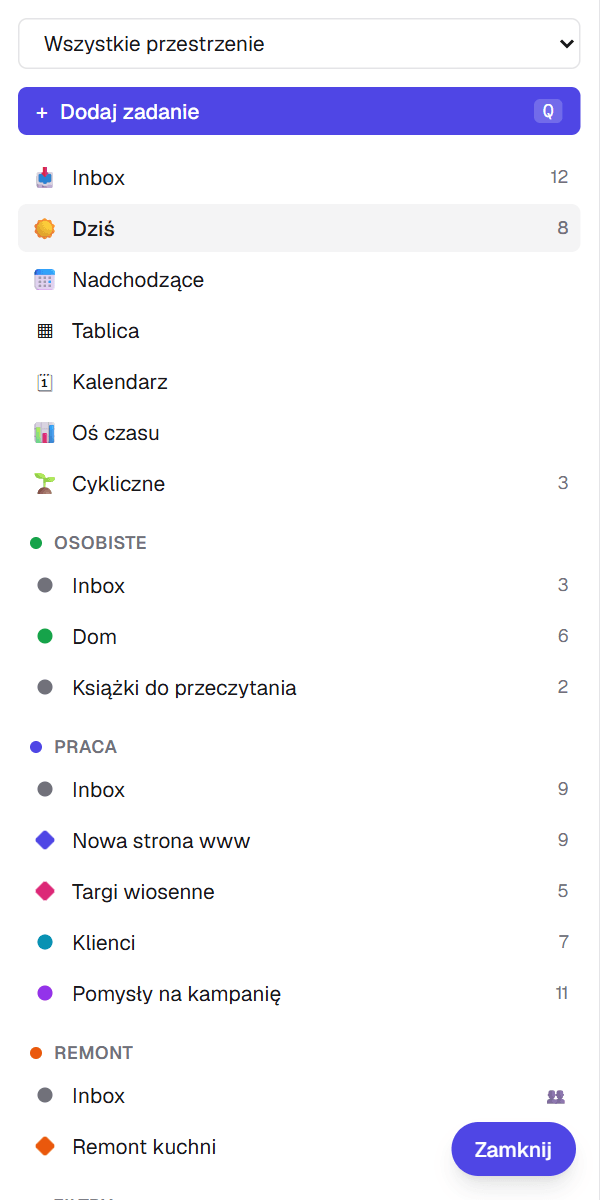 Wszystkie przestrzenie
+ Dodaj zadanie Q
Inbox 12
Dziś 8
Nadchodzące
Tablica
1 Kalendarz
Oś czasu
Cykliczne 3
OSOBISTE
Inbox 3
Dom 6
Książki do przeczytania 2
PRACA
Inbox 9
Nowa strona www 9
Targi wiosenne 5
Klienci 7
Pomysły na kampanię 11
REMONT
Inbox
Remont kuchni
Zamknij